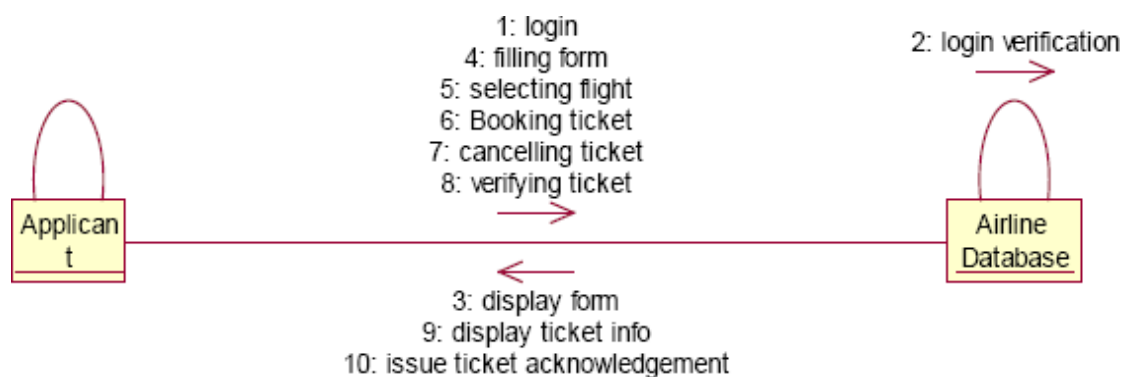 1: login
4: filling form
5: selecting flight
6: Booking ticket
7: cancelling ticket
8: verifying ticket
2: login verification
Applican
t
Airline
Database
3: display form
9: display ticket info
10: issue ticket acknowledgement